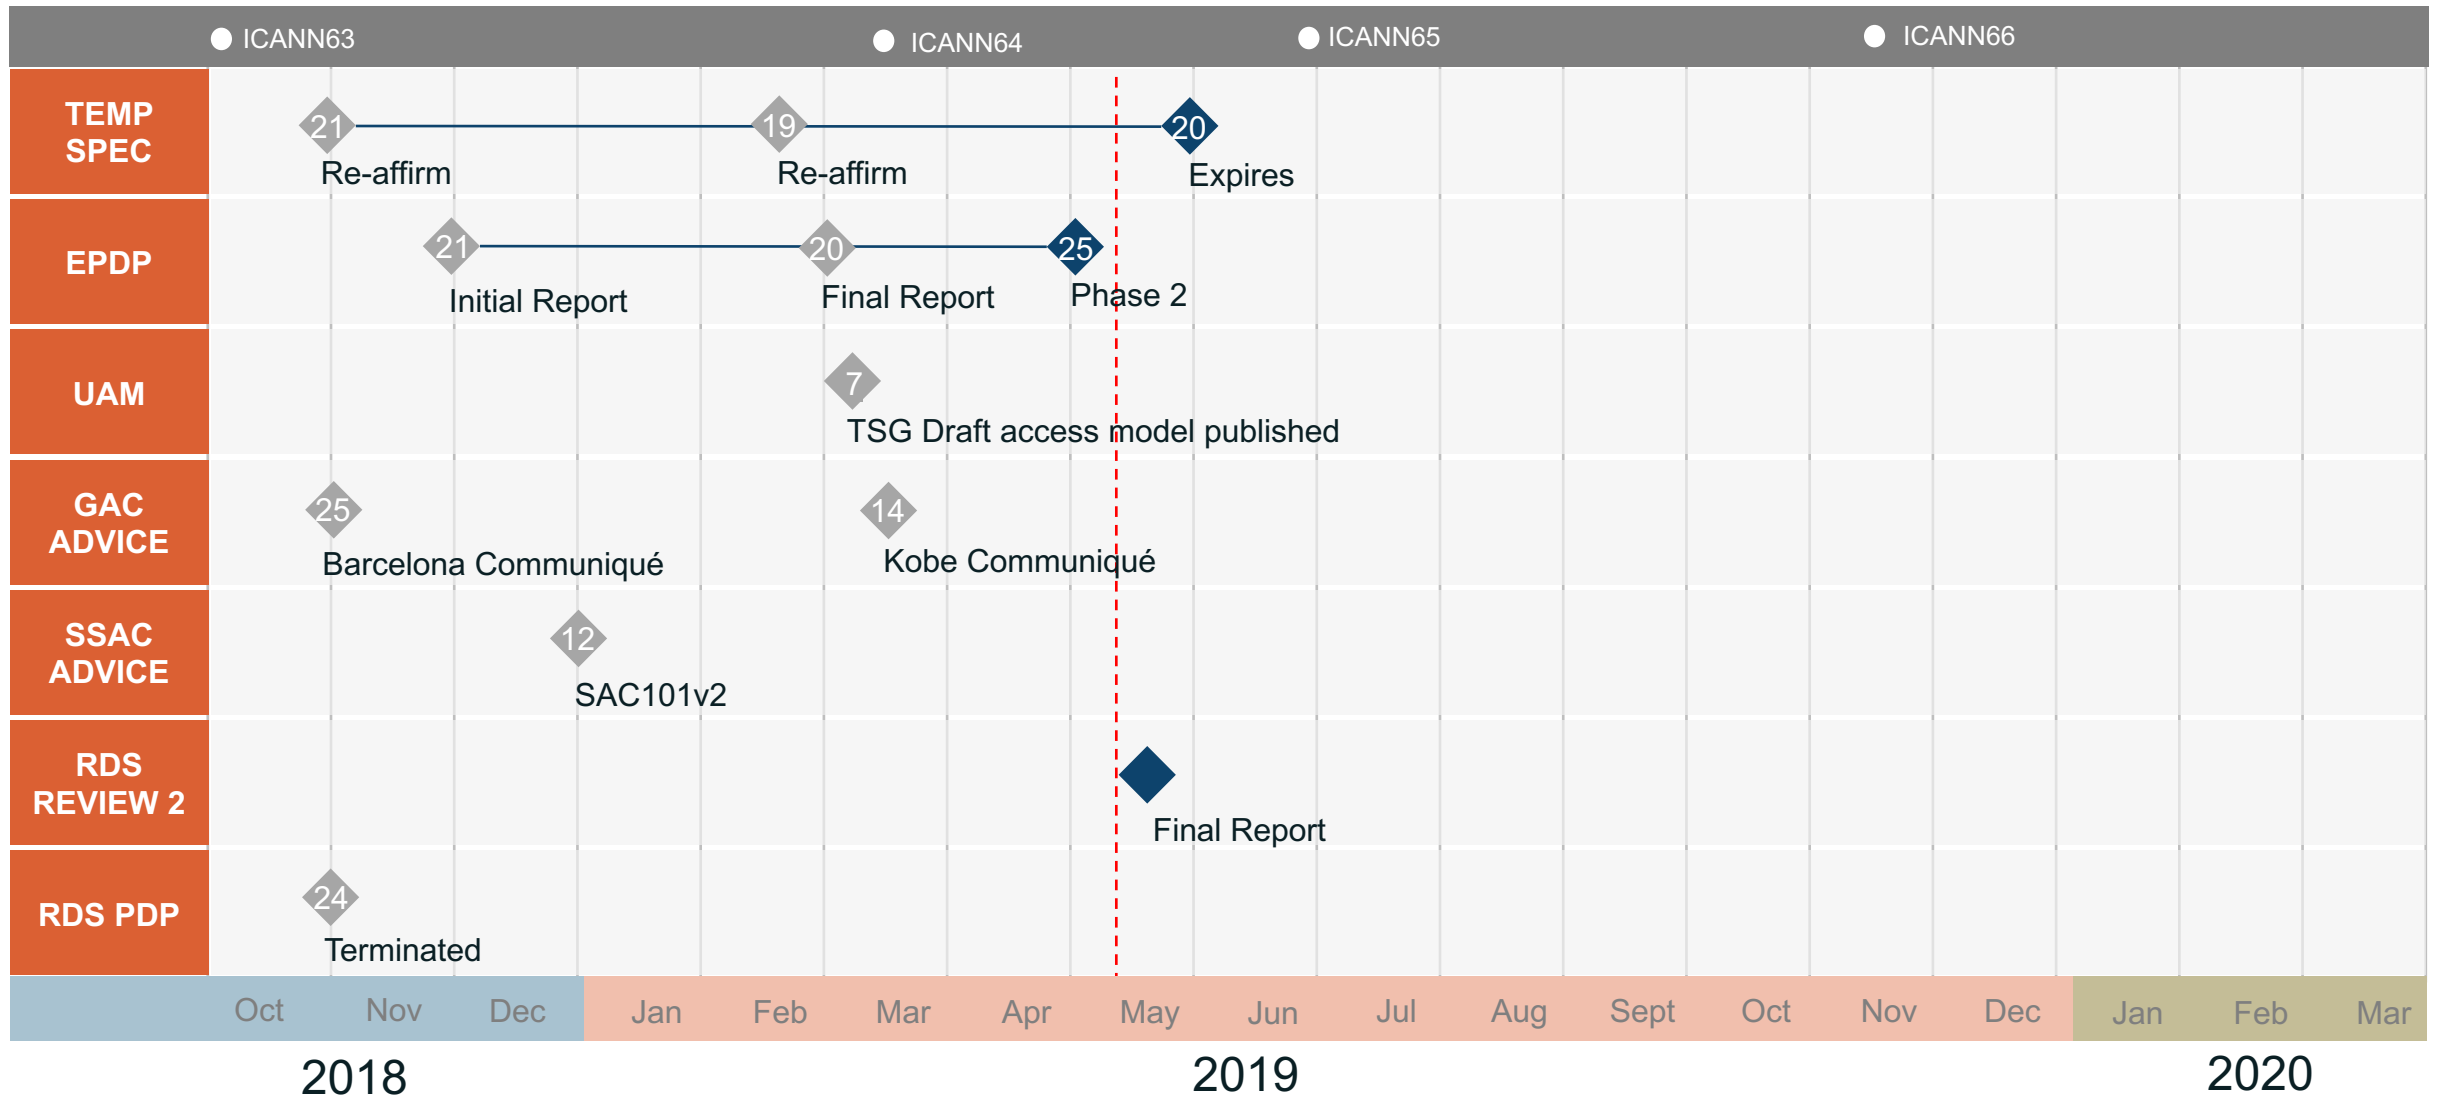 ICANN63
ICANN64
ICANN65
ICANN66
TEMP
SPEC
21
19
20
Re-affirm
Re-affirm
Expires
EPDP
21
20
25
Initial Report
Final Report
Phase 2
UAM
7
TSG Draft access model published
GAC
ADVICE
25
14
Barcelona Communiqué
Kobe Communiqué
SSAC
ADVICE
12
SAC101v2
RDS
REVIEW 2
Final Report
RDS PDP
24
Terminated
Oct
Nov
Dec
Jan
Feb
Mar
Apr
May
Jun
Jul
Aug
Sept
Oct
Nov
Dec
Jan
Feb
Mar
2018
2019
2020